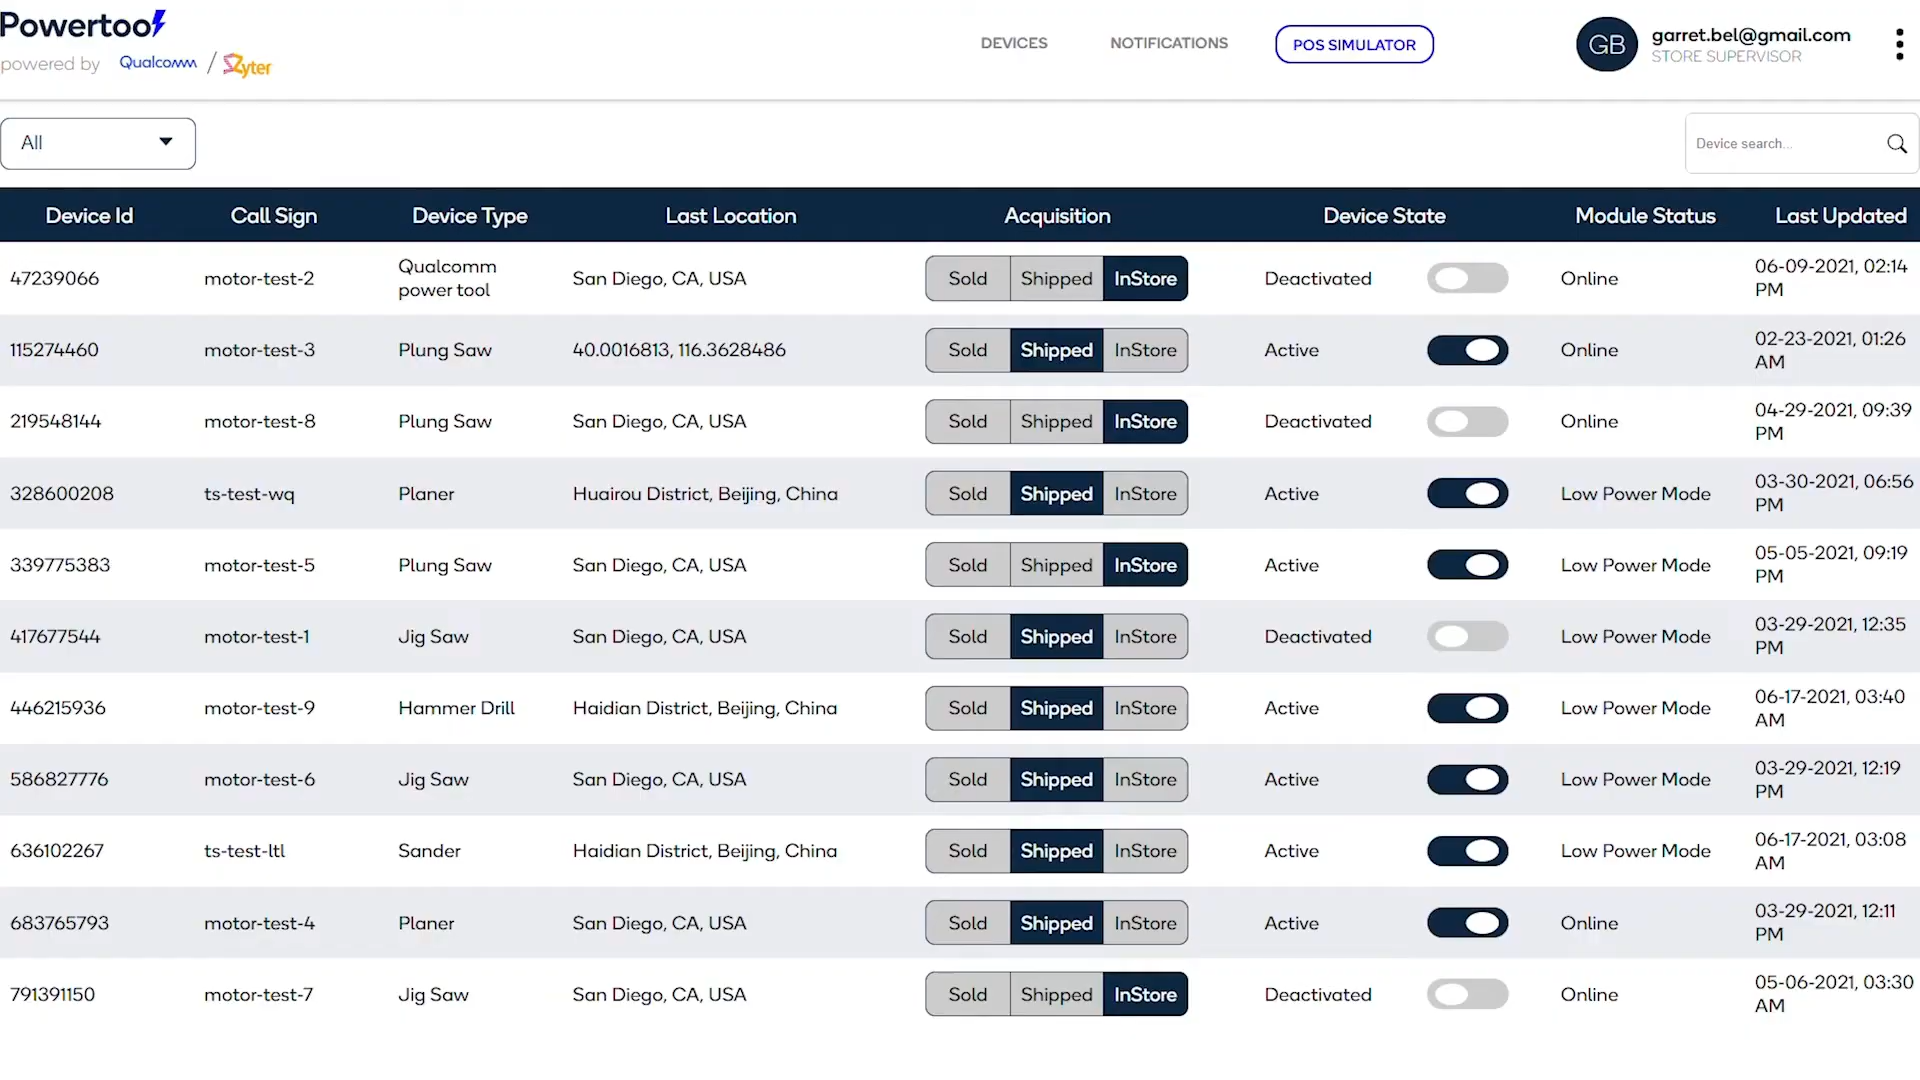 Powertool
powered by Qualcomm / Zyter
DEVICES NOTIFICATIONS POS SIMULATOR
GB garret.bel@gmail.com
STORE SUPERVISOR
All
Device search...
Device Id Call Sign Device Type Last Location Acquisition Device State Module Status Last Updated
47239066 motor-test-2 Qualcomm power tool San Diego, CA, USA Sold Shipped InStore Deactivated Online 06-09-2021, 02:14 PM
115274460 motor-test-3 Plung Saw 40.0016813, 116.3628486 Sold Shipped InStore Active Online 02-23-2021, 01:26 AM
219548144 motor-test-8 Plung Saw San Diego, CA, USA Sold Shipped InStore Deactivated Online 04-29-2021, 09:39 PM
328600208 ts-test-wq Planer Huairou District, Beijing, China Sold Shipped InStore Active Low Power Mode 03-30-2021, 06:56 PM
339775383 motor-test-5 Plung Saw San Diego, CA, USA Sold Shipped InStore Active Low Power Mode 05-05-2021, 09:19 PM
417677544 motor-test-1 Jig Saw San Diego, CA, USA Sold Shipped InStore Deactivated Low Power Mode 03-29-2021, 12:35 PM
446215936 motor-test-9 Hammer Drill Haidian District, Beijing, China Sold Shipped InStore Active Low Power Mode 06-17-2021, 03:40 AM
586827776 motor-test-6 Jig Saw San Diego, CA, USA Sold Shipped InStore Active Low Power Mode 03-29-2021, 12:19 PM
636102267 ts-test-ltl Sander Haidian District, Beijing, China Sold Shipped InStore Active Low Power Mode 06-17-2021, 03:08 AM
683765793 motor-test-4 Planer San Diego, CA, USA Sold Shipped InStore Active Online 03-29-2021, 12:11 PM
791391150 motor-test-7 Jig Saw San Diego, CA, USA Sold Shipped InStore Deactivated Online 05-06-2021, 03:30 AM